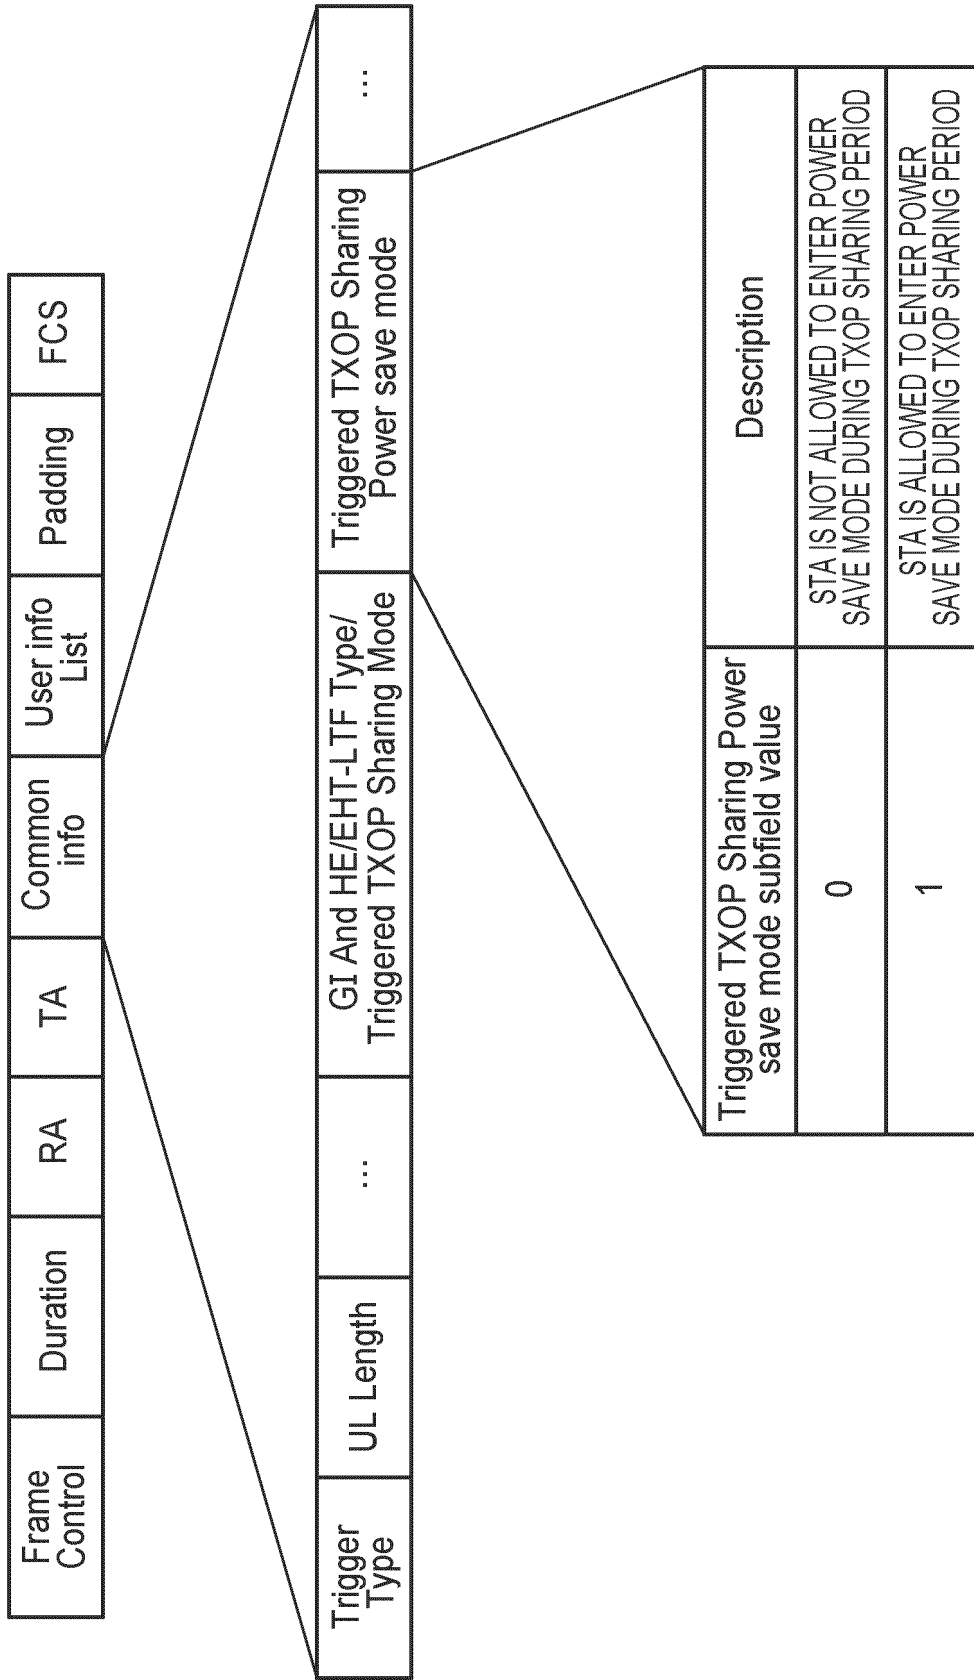 Frame
Control
Duration
RA
TA
Common
info
User info
List
Padding
FCS
Trigger
Type
UL Length
...
GI And HE/EHT-LTF Type/
Triggered TXOP Sharing Mode
Triggered TXOP Sharing
Power save mode
...
Triggered TXOP Sharing Power
save mode subfield value
Description
0
STA IS NOT ALLOWED TO ENTER POWER
SAVE MODE DURING TXOP SHARING PERIOD
1
STA IS ALLOWED TO ENTER POWER
SAVE MODE DURING TXOP SHARING PERIOD